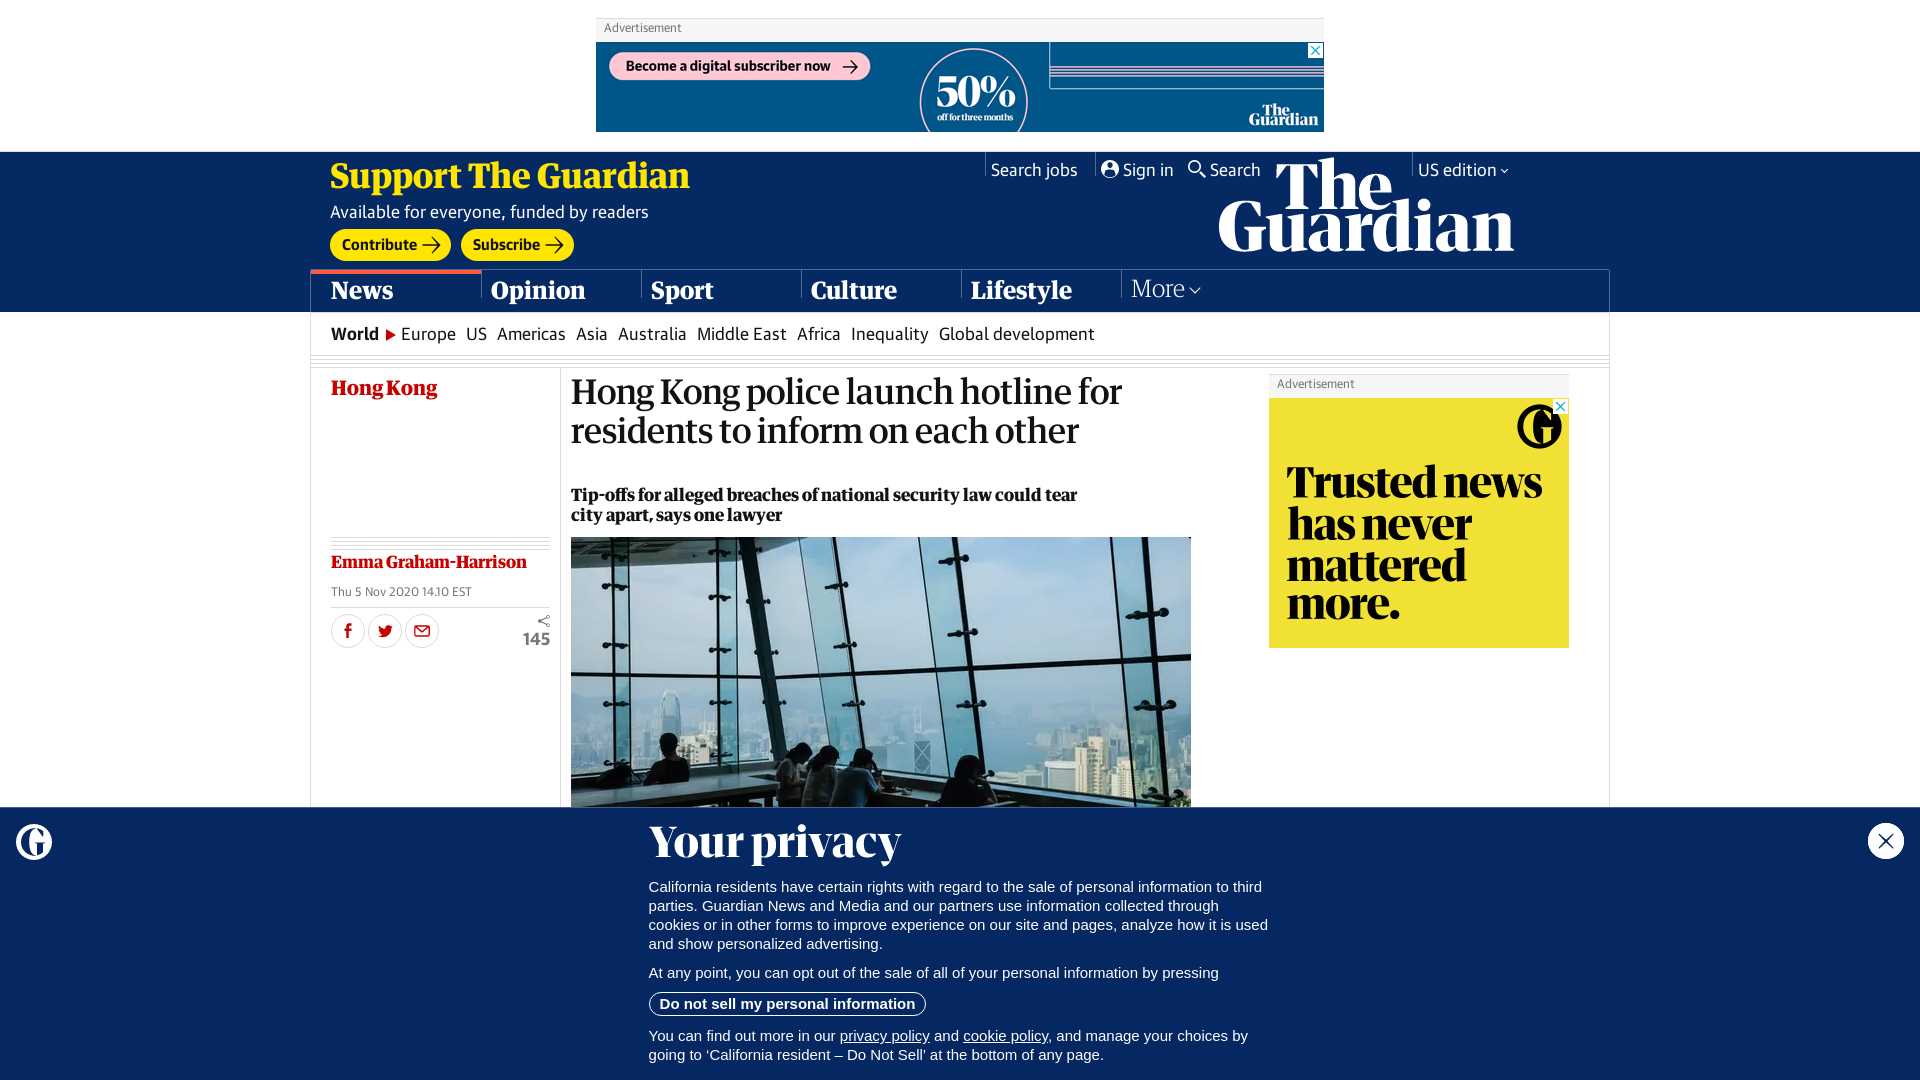 Advertisement
Become a digital subscriber now
50%
off for three months
The
Guardian
Support The Guardian
Available for everyone, funded by readers
Contribute
Subscribe
Search jobs
Sign in
Search
US edition
The
Guardian
News
Opinion
Sport
Culture
Lifestyle
More
World
Europe
US
Americas
Asia
Australia
Middle East
Africa
Inequality
Global development
Hong Kong
Hong Kong police launch hotline for
residents to inform on each other
Tip-offs for alleged breaches of national security law could tear
city apart, says one lawyer
Emma Graham-Harrison
Thu 5 Nov 2020 14.10 EST
145
Advertisement
G
Trusted news
has never
mattered
more.
G
Your privacy
California residents have certain rights with regard to the sale of personal information to third
parties. Guardian News and Media and our partners use information collected through
cookies or in other forms to improve experience on our site and pages, analyze how it is used
and show personalized advertising.
At any point, you can opt out of the sale of all of your personal information by pressing
Do not sell my personal information
You can find out more in our privacy policy and cookie policy, and manage your choices by
going to ‘California resident – Do Not Sell’ at the bottom of any page.